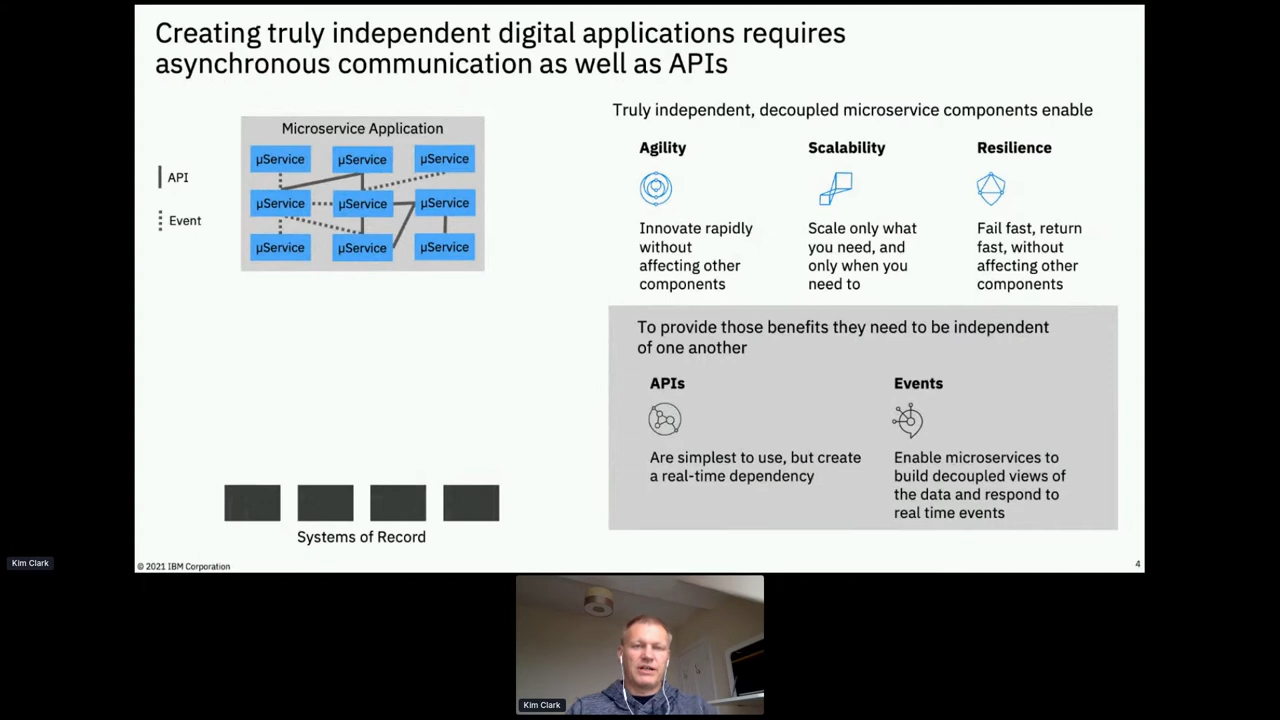 Creating truly independent digital applications requires
asynchronous communication as well as APIs
Microservice Application
µService
µService
µService
API
µService
µService
µService
Event
µService
µService
µService
Systems of Record
Truly independent, decoupled microservice components enable
Agility
Innovate rapidly
without
affecting other
components
Scalability
Scale only what
you need, and
only when you
need to
Resilience
Fail fast, return
fast, without
affecting other
components
To provide those benefits they need to be independent
of one another
APIs
Are simplest to use, but create
a real-time dependency
Events
Enable microservices to
build decoupled views of
the data and respond to
real time events
Kim Clark
© 2021 IBM Corporation
4
Kim Clark